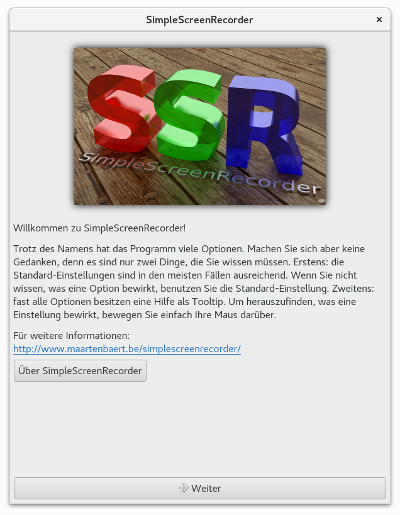 SimpleScreenRecorder
SSR
SimpleScreenRecorder
Willkommen zu SimpleScreenRecorder!
Trotz des Namens hat das Programm viele Optionen. Machen Sie sich aber keine
Gedanken, denn es sind nur zwei Dinge, die Sie wissen müssen. Erstens: die
Standard-Einstellungen sind in den meisten Fällen ausreichend. Wenn Sie nicht
wissen, was eine Option bewirkt, benutzen Sie die Standard-Einstellung. Zweitens:
fast alle Optionen besitzen eine Hilfe als Tooltip. Um herauszufinden, was eine
Einstellung bewirkt, bewegen Sie einfach Ihre Maus darüber.
Für weitere Informationen:
http://www.maartenbaert.be/simplescreenrecorder/
Über SimpleScreenRecorder
Weiter